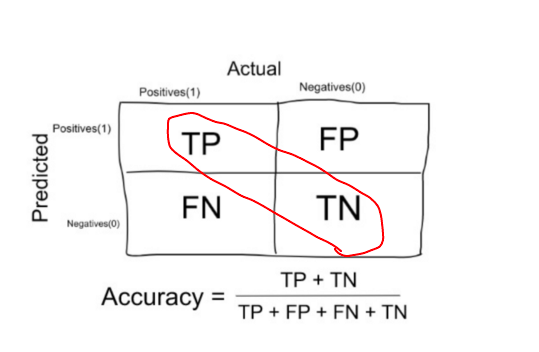 Actual
Positives(1) Negatives(0)
Predicted
Positives(1) TP FP
Negatives(0) FN TN
Accuracy = TP + TN
TP + FP + FN + TN